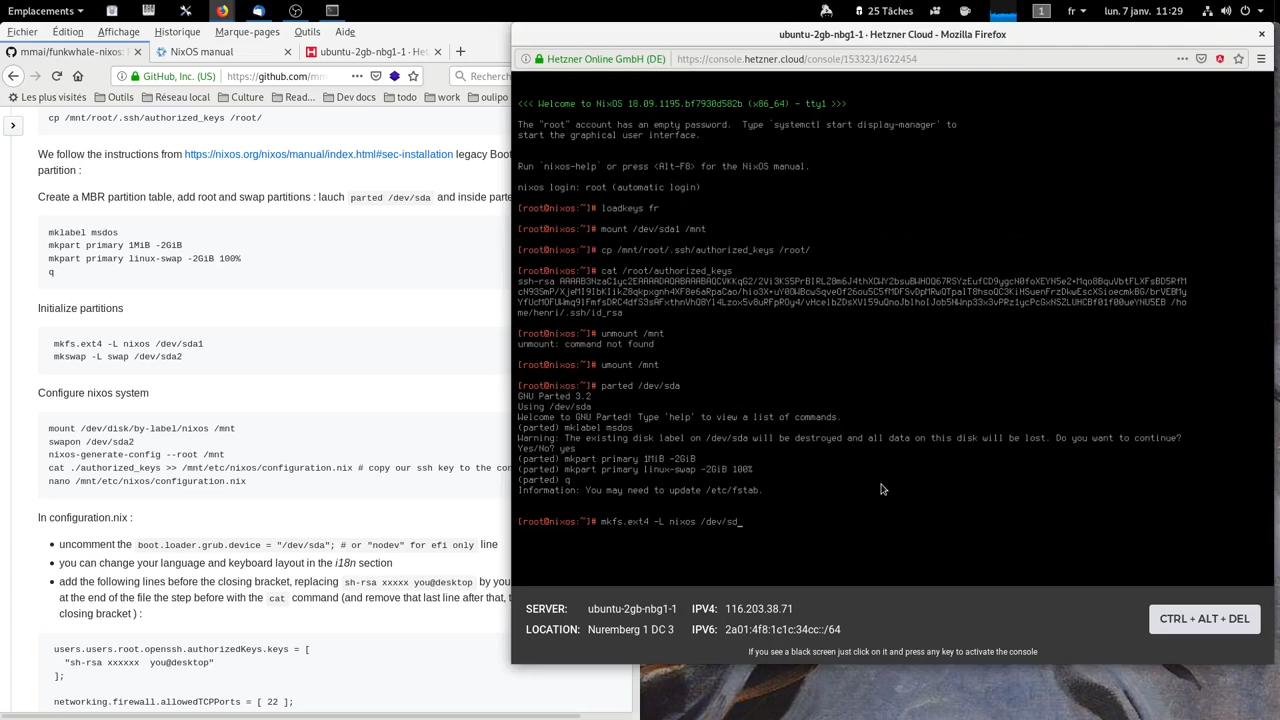 Emplacements
25 Tâches
1
fr
lun. 7 janv. 11:29
Fichier Édition Affichage Historique Marque-pages Outils Aide
mmai/funkwhale-nixos:
NixOS manual
ubuntu-2gb-nbg1-1 · Hetz
GitHub, Inc. (US) https://github.com/mm
Recherch
Les plus visités Outils Réseau local Culture Read... Dev docs todo work oulipo
cp /mnt/root/.ssh/authorized_keys /root/
We follow the instructions from https://nixos.org/nixos/manual/index.html#sec-installation legacy Boot
partition :
Create a MBR partition table, add root and swap partitions : lauch parted /dev/sda and inside parte
mklabel msdos
mkpart primary 1MiB -2GiB
mkpart primary linux-swap -2GiB 100%
q
Initialize partitions
mkfs.ext4 -L nixos /dev/sda1
mkswap -L swap /dev/sda2
Configure nixos system
mount /dev/disk/by-label/nixos /mnt
swapon /dev/sda2
nixos-generate-config --root /mnt
cat ./authorized_keys >> /mnt/etc/nixos/configuration.nix # copy our ssh key to the con
nano /mnt/etc/nixos/configuration.nix
In configuration.nix :
uncomment the boot.loader.grub.device = "/dev/sda"; # or "nodev" for efi only line
you can change your language and keyboard layout in the i18n section
add the following lines before the closing bracket, replacing sh-rsa xxxxx you@desktop by you
at the end of the file the step before with the cat command (and remove that last line after that, t
closing bracket ) :
users.users.root.openssh.authorizedKeys.keys = [
"sh-rsa xxxxxx you@desktop"
];
networking.firewall.allowedTCPPorts = [ 22 ];
ubuntu-2gb-nbg1-1 · Hetzner Cloud - Mozilla Firefox
Hetzner Online GmbH (DE) https://console.hetzner.cloud/console/153323/1622454
<<< Welcome to NixOS 18.09.1195.bf7930d582b (x86_64) - tty1 >>>
The "root" account has an empty password. Type `systemctl start display-manager' to
start the graphical user interface.
Run `nixos-help` or press <Alt-F8> for the NixOS manual.
nixos login: root (automatic login)
[root@nixos:~]# loadkeys fr
[root@nixos:~]# mount /dev/sda1 /mnt
[root@nixos:~]# cp /mnt/root/.ssh/authorized_keys /root/
[root@nixos:~]# cat /root/authorized_keys
ssh-rsa
me/henri/.ssh/id_rsa
[root@nixos:~]# unmount /mnt
unmount: command not found
[root@nixos:~]# umount /mnt
[root@nixos:~]# parted /dev/sda
GNU Parted 3.2
Using /dev/sda
Welcome to GNU Parted! Type 'help' to view a list of commands.
(parted) mklabel msdos
Warning: The existing disk label on /dev/sda will be destroyed and all data on this disk will be lost. Do you want to continue?
Yes/No? yes
(parted) mkpart primary 1MiB -2GiB
(parted) mkpart primary linux-swap -2GiB 100%
(parted) q
Information: You may need to update /etc/fstab.
[root@nixos:~]# mkfs.ext4 -L nixos /dev/sd_
SERVER: ubuntu-2gb-nbg1-1 IPV4: 116.203.38.71
LOCATION: Nuremberg 1 DC 3 IPV6: 2a01:4f8:1c1c:34cc::/64
CTRL + ALT + DEL
If you see a black screen just click on it and press any key to activate the console